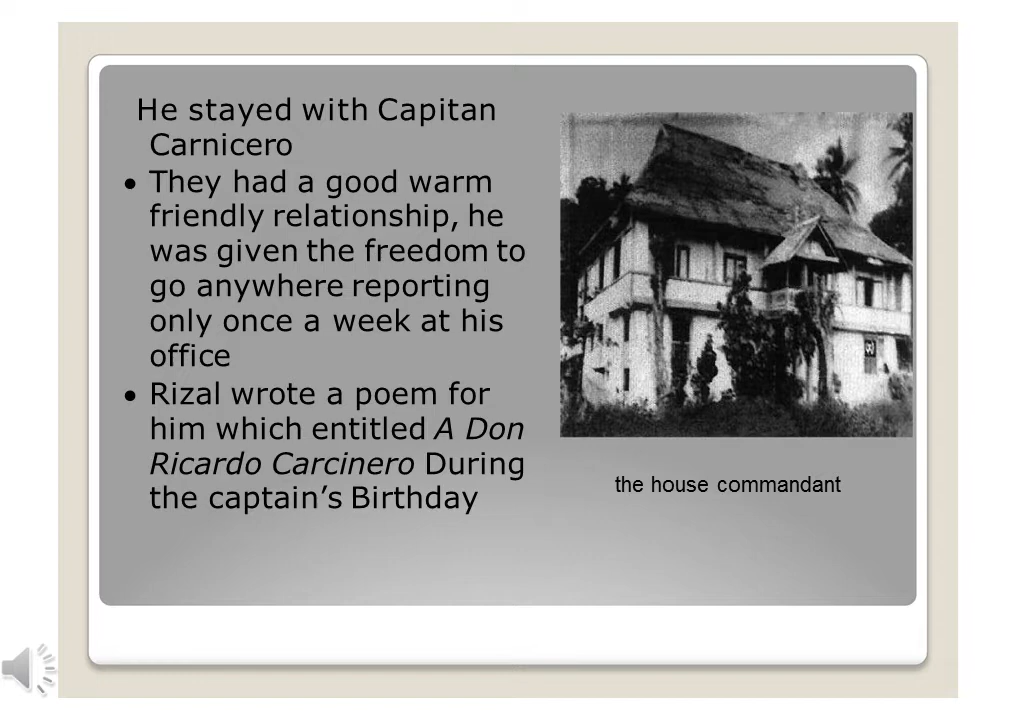 He stayed with Capitan
Carnicero
• They had a good warm
friendly relationship, he
was given the freedom to
go anywhere reporting
only once a week at his
office
• Rizal wrote a poem for
him which entitled A Don
Ricardo Carcinero During
the captain’s Birthday
the house commandant